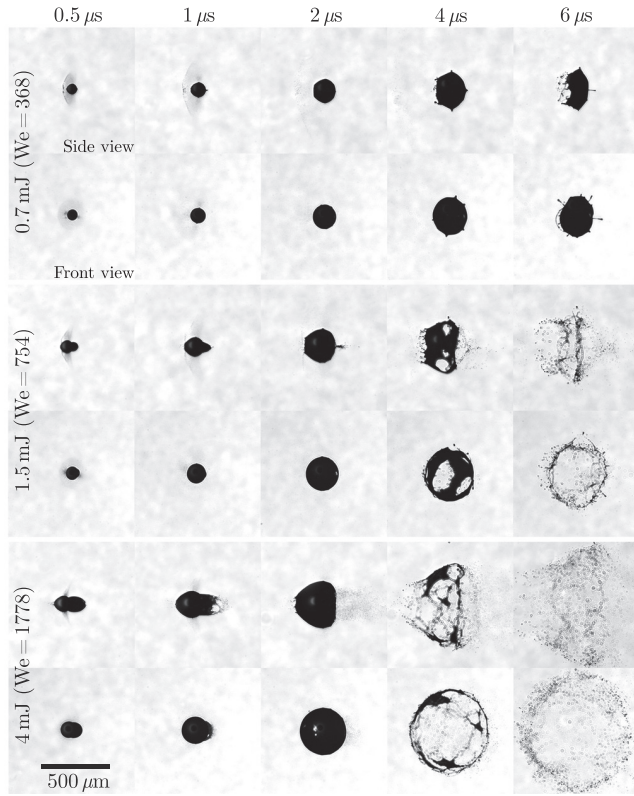 0.5 μs 1 μs 2 μs 4 μs 6 μs
0.7 mJ (We = 368)
Side view
Front view
1.5 mJ (We = 754)
4 mJ (We = 1778)
500 μm